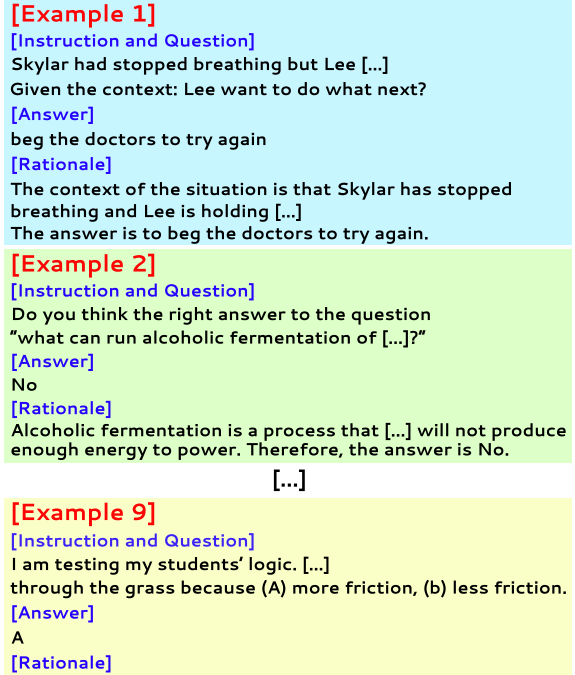 [Example 1]
[Instruction and Question]
Skylar had stopped breathing but Lee [...]
Given the context: Lee want to do what next?
[Answer]
beg the doctors to try again
[Rationale]
The context of the situation is that Skylar has stopped
breathing and Lee is holding [...]
The answer is to beg the doctors to try again.
[Example 2]
[Instruction and Question]
Do you think the right answer to the question
“what can run alcoholic fermentation of [...]?”
[Answer]
No
[Rationale]
Alcoholic fermentation is a process that [...] will not produce
enough energy to power. Therefore, the answer is No.
[...]
[Example 9]
[Instruction and Question]
I am testing my students’ logic. [...]
through the grass because (A) more friction, (b) less friction.
[Answer]
A
[Rationale]